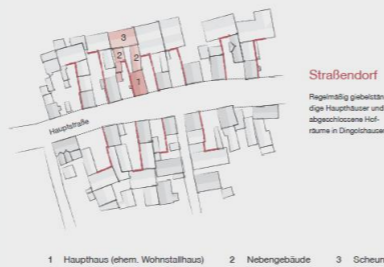 3
2
2
1
Hauptstraße
Straßendorf
Regelmäßig giebelstän-
dige Haupthäuser und
abgeschlossene Hof-
räume in Dingolshausen
1 Haupthaus (ehem. Wohnstallhaus) 2 Nebengebäude 3 Scheun